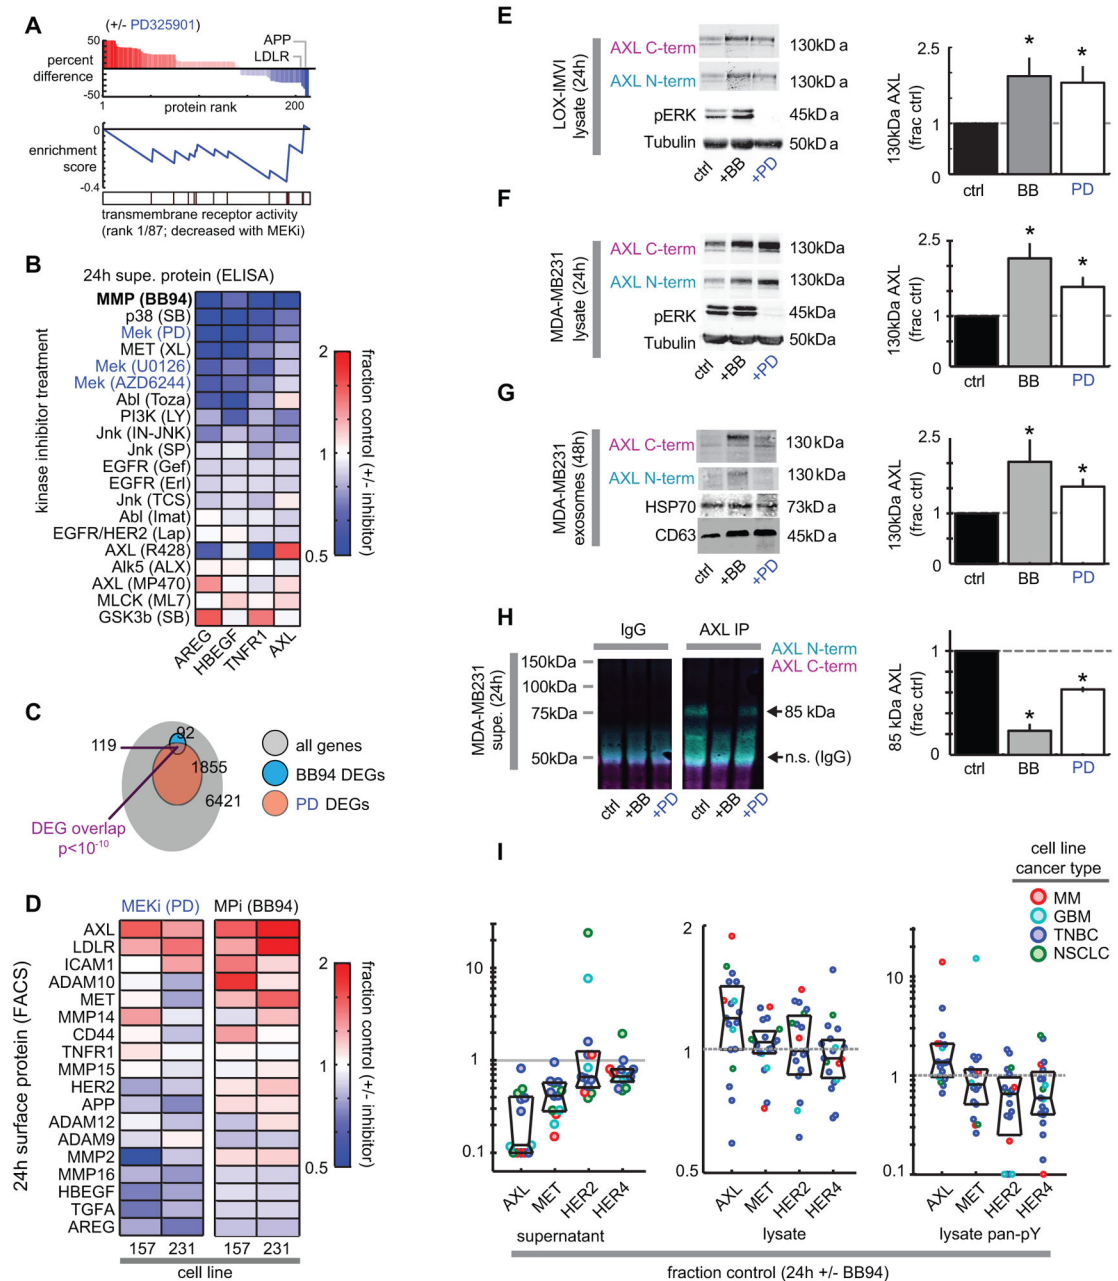 A
(+/- PD325901)
APP
LDLR
50
percent
difference
-50
1
protein rank
200
0
enrichment
score
-0.4
transmembrane receptor activity
(rank 1/87; decreased with MEKi)
B
24h supe. protein (ELISA)
kinase inhibitor treatment
MMP (BB94)
p38 (SB)
Mek (PD)
MET (XL)
Mek (U0126)
Mek (AZD6244)
Abl (Toza)
PI3K (LY)
Jnk (IN-JNK)
Jnk (SP)
EGFR (Gef)
EGFR (Erl)
Jnk (TCS)
Abl (Imat)
EGFR/HER2 (Lap)
AXL (R428)
Alk5 (ALX)
AXL (MP470)
MLCK (ML7)
GSK3b (SB)
AREG
HBEGF
TNFR1
AXL
2
1
0.5
fraction control (+/- inhibitor)
C
92
119
1855
6421
DEG overlap
p<10-10
all genes
BB94 DEGs
PD DEGs
D
MEKi (PD)
MPi (BB94)
24h surface protein (FACS)
AXL
LDLR
ICAM1
ADAM10
MET
MMP14
CD44
TNFR1
MMP15
HER2
APP
ADAM12
ADAM9
MMP2
MMP16
HBEGF
TGFA
AREG
157
231
157
231
cell line
2
1
0.5
fraction control (+/- inhibitor)
E
LOX-IMVI
lysate (24h)
AXL C-term
130kD a
AXL N-term
130kD a
pERK
45kD a
Tubulin
50kD a
ctrl
+BB
+PD
130kDa AXL
(frac ctrl)
2.5
1
0
*
*
ctrl
BB
PD
F
MDA-MB231
lysate (24h)
AXL C-term
130kDa
AXL N-term
130kDa
pERK
45kDa
Tubulin
50kDa
ctrl
+BB
+PD
130kDa AXL
(frac ctrl)
2.5
1
0
*
*
ctrl
BB
PD
G
MDA-MB231
exosomes (48h)
AXL C-term
130kDa
AXL N-term
130kDa
HSP70
73kDa
CD63
45kDa
ctrl
+BB
+PD
130kDa AXL
(frac ctrl)
2.5
1
0
*
*
ctrl
BB
PD
H
IgG
AXL IP
AXL N-term
AXL C-term
MDA-MB231
supe. (24h)
150kDa
100kDa
75kDa
50kDa
85 kDa
n.s. (IgG)
ctrl
+BB
+PD
ctrl
+BB
+PD
85 kDa AXL
(frac ctrl)
1
0
*
*
ctrl
BB
PD
I
cell line
cancer type
MM
GBM
TNBC
NSCLC
10
1
0.1
AXL
MET
HER2
HER4
supernatant
2
1
0.5
AXL
MET
HER2
HER4
lysate
10
1
0.1
AXL
MET
HER2
HER4
lysate pan-pY
fraction control (24h +/- BB94)